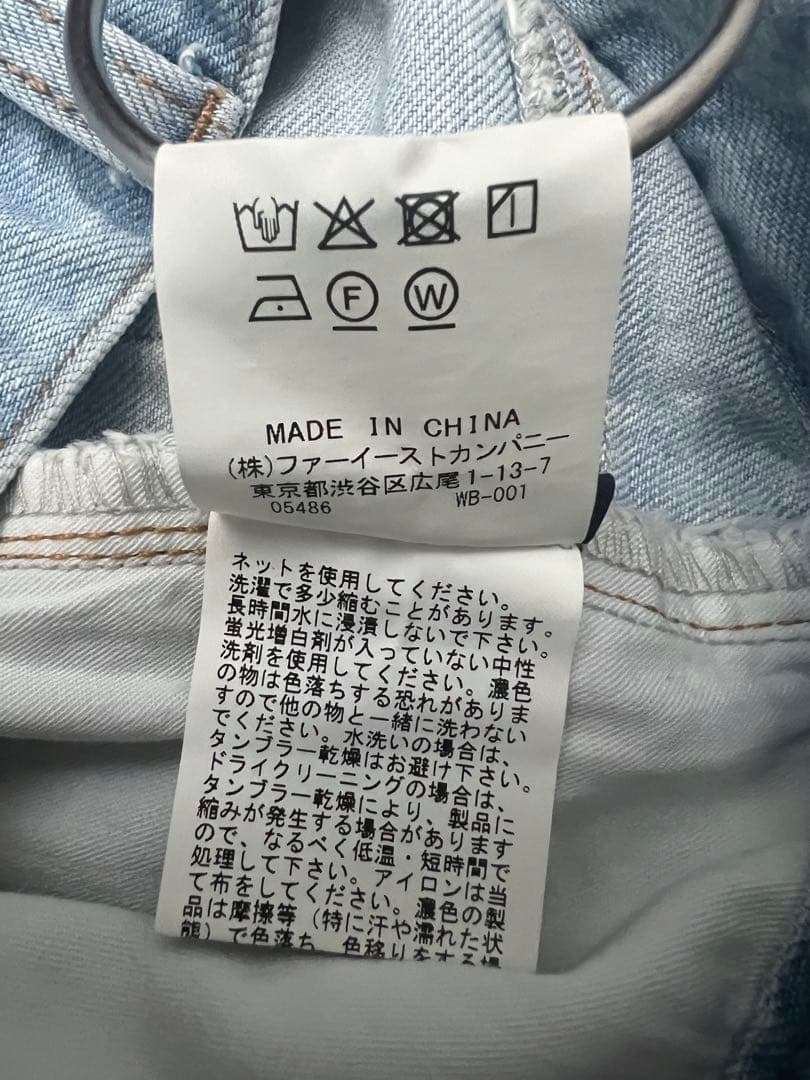 F W
MADE IN CHINA
(株)ファーイーストカンパニー
東京都渋谷区広尾1-13-7
05486 WB-001
ネットを使用してください。
洗濯で多少縮むことがあります。
長時間水に浸漬しないで下さい。
蛍光増白剤が入っていない中性
洗剤を使用してください。濃色
の物は色落ちする恐れがありま
すので他の物と一緒に洗わない
でください。水洗いの場合は、
タンブラー乾燥はお避け下さい。
ドライクリーニングの場合は、
タンブラー乾燥により、製品に
縮みが発生する場合があります
ので、なるべく低温・短時間で
処理して下さい。アイロンは当
て布をしてください。濃色の製
品は摩擦等（特に汗や濡れた状
態）で色落ち、色移りをする場